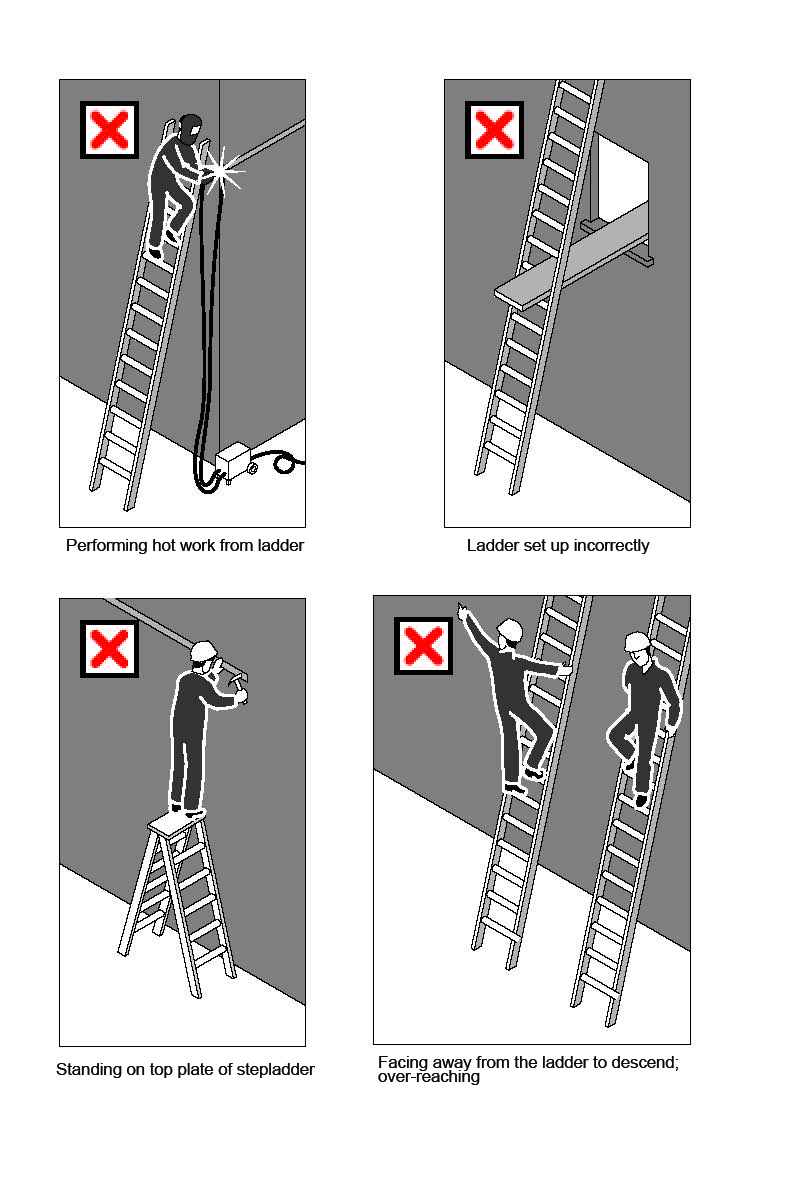 Performing hot work from ladder
Ladder set up incorrectly
Standing on top plate of stepladder
Facing away from the ladder to descend;
over-reaching